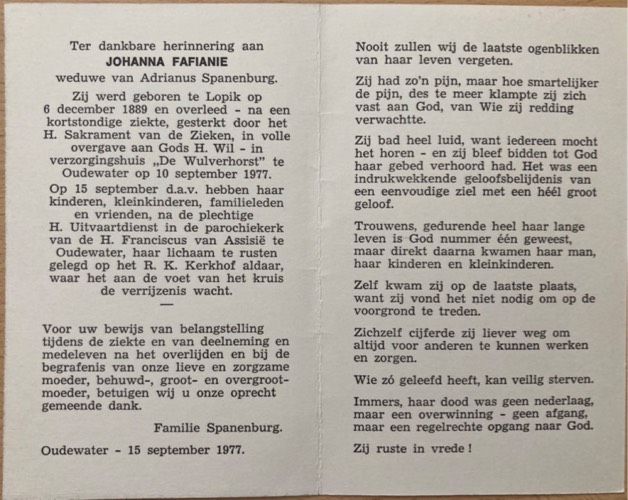 Ter dankbare herinnering aan
JOHANNA FAFIANIE
weduwe van Adrianus Spanenburg.
Zij werd geboren te Lopik op
6 december 1889 en overleed - na een
kortstondige ziekte, gesterkt door het
H. Sakrament van de Zieken, in volle
overgave aan Gods H. Wil - in
verzorgingshuis „De Wulverhorst" te
Oudewater op 10 september 1977.
Op 15 september d.a.v. hebben haar
kinderen, kleinkinderen, familieleden
en vrienden, na de plechtige
H. Uitvaartdienst in de parochiekerk
van de H. Franciscus van Assisië te
Oudewater, haar lichaam te rusten
gelegd op het R. K. Kerkhof aldaar,
waar het aan de voet van het kruis
de verrijzenis wacht.
—
Voor uw bewijs van belangstelling
tijdens de ziekte en van deelneming en
medeleven na het overlijden en bij de
begrafenis van onze lieve en zorgzame
moeder, behuwd-, groot- en overgroot-
moeder, betuigen wij u onze oprecht
gemeende dank.
Familie Spanenburg.
Oudewater - 15 september 1977.
Nooit zullen wij de laatste ogenblikken
van haar leven vergeten.
Zij had zo'n pijn, maar hoe smartelijker
de pijn, des te meer klampte zij zich
vast aan God, van Wie zij redding
verwachtte.
Zij bad heel luid, want iedereen mocht
het horen - en zij bleef bidden tot God
haar gebed verhoord had. Het was een
indrukwekkende geloofsbelijdenis van
een eenvoudige ziel met een héél groot
geloof.
Trouwens, gedurende heel haar lange
leven is God nummer één geweest,
maar direkt daarna kwamen haar man,
haar kinderen en kleinkinderen.
Zelf kwam zij op de laatste plaats,
want zij vond het niet nodig om op de
voorgrond te treden.
Zichzelf cijferde zij liever weg om
altijd voor anderen te kunnen werken
en zorgen.
Wie zó geleefd heeft, kan veilig sterven.
Immers, haar dood was geen nederlaag,
maar een overwinning - geen afgang,
maar een regelrechte opgang naar God.
Zij ruste in vrede !